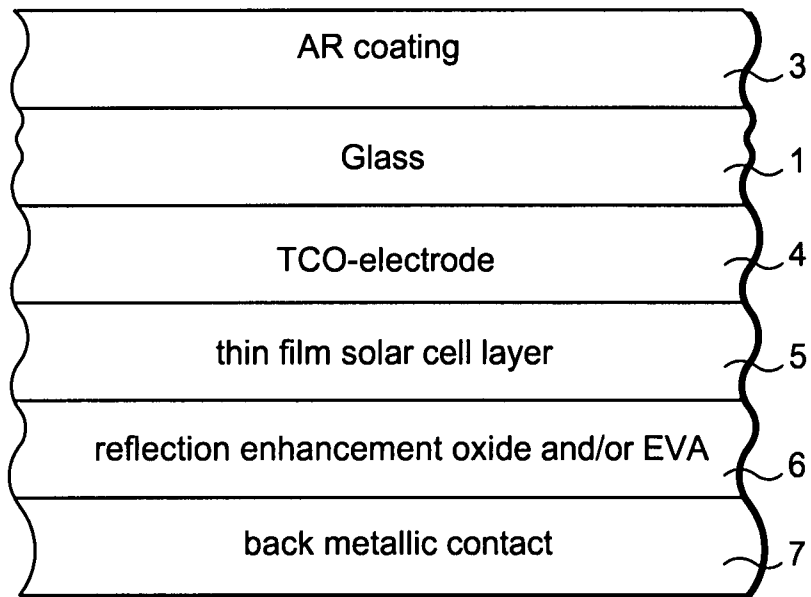 AR coating
3
Glass
1
TCO-electrode
4
thin film solar cell layer
5
reflection enhancement oxide and/or EVA
6
back metallic contact
7